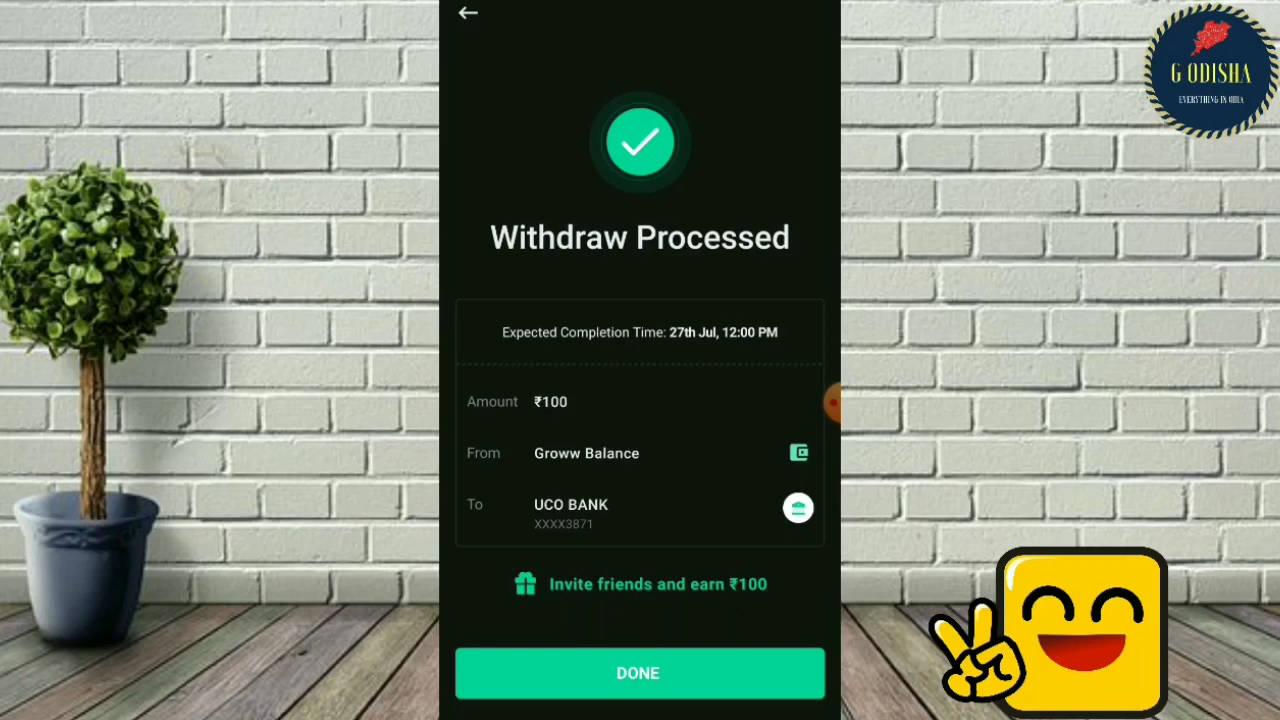 G ODISHA
EVERYTHING IN ODIA
Withdraw Processed
Expected Completion Time: 27th Jul, 12:00 PM
Amount ₹100
From Groww Balance
To UCO BANK
XXXX3871
Invite friends and earn ₹100
DONE